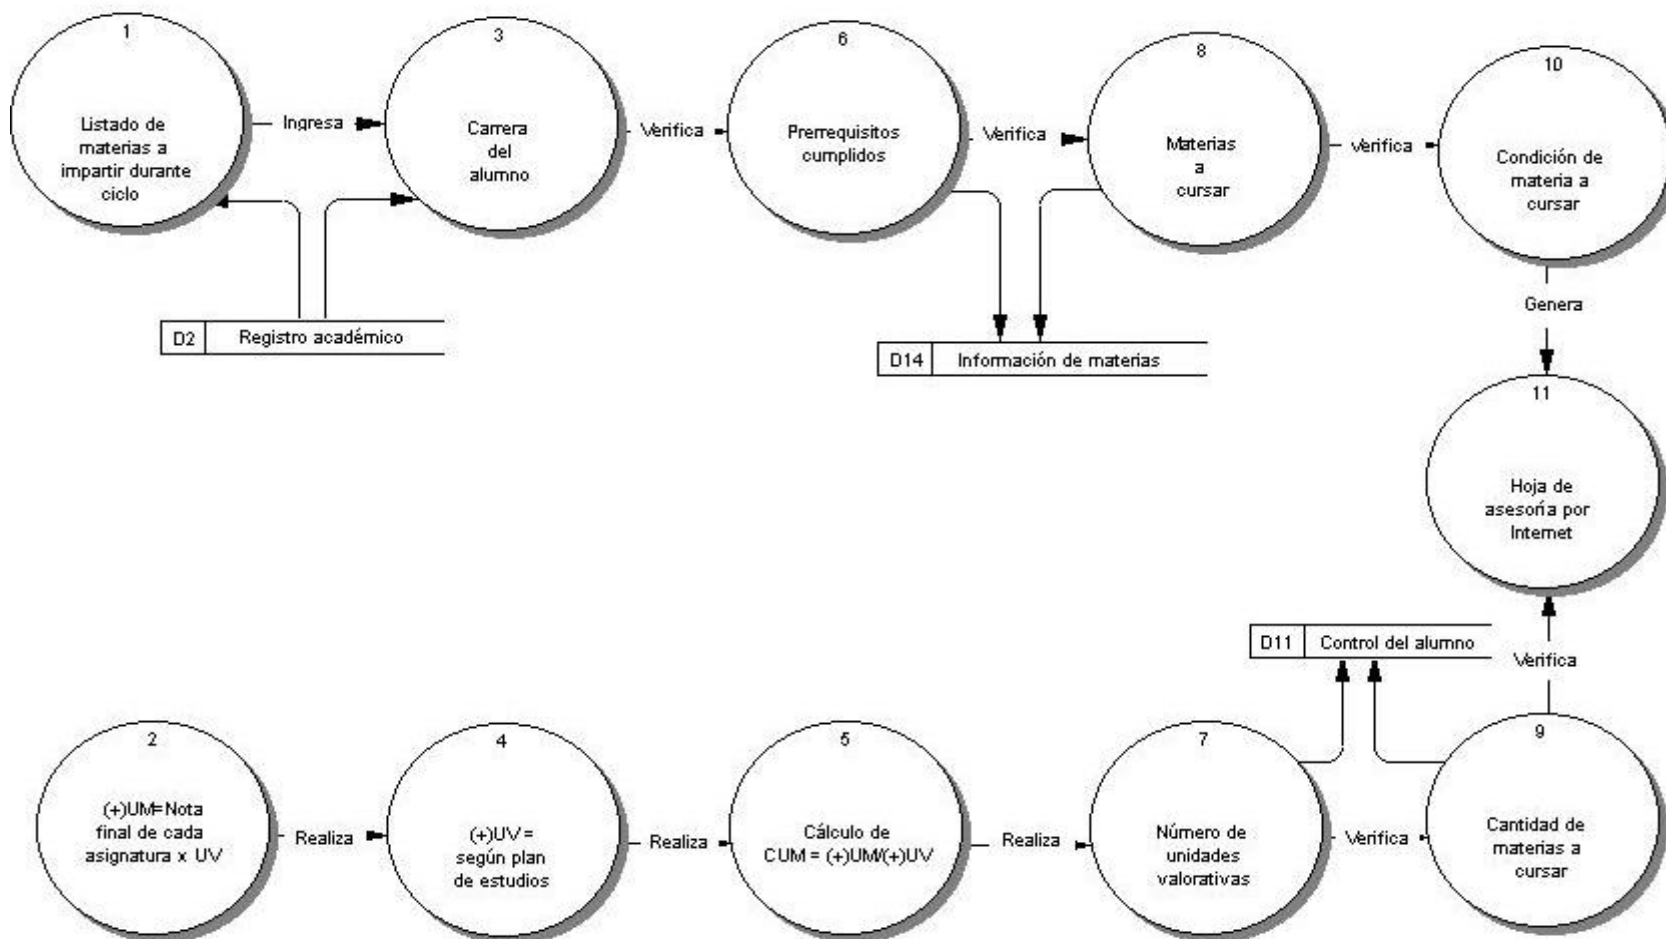 1
Listado de
materias a
impartir durante
ciclo
Ingresa
3
Carrera
del
alumno
Verifica
6
Prerrequisitos
cumplidos
Verifica
8
Materias
a
cursar
Verifica
10
Condición de
materia a
cursar
D2 Registro académico
D14 Información de materias
Genera
11
Hoja de
asesoría por
Internet
D11 Control del alumno
Verifica
2
(+)UM=Nota
final de cada
asignatura x UV
Realiza
4
(+)UV =
según plan
de estudios
Realiza
5
Cálculo de
CUM = (+)UM/(+)UV
Realiza
7
Número de
unidades
valorativas
Verifica
9
Cantidad de
materias a
cursar